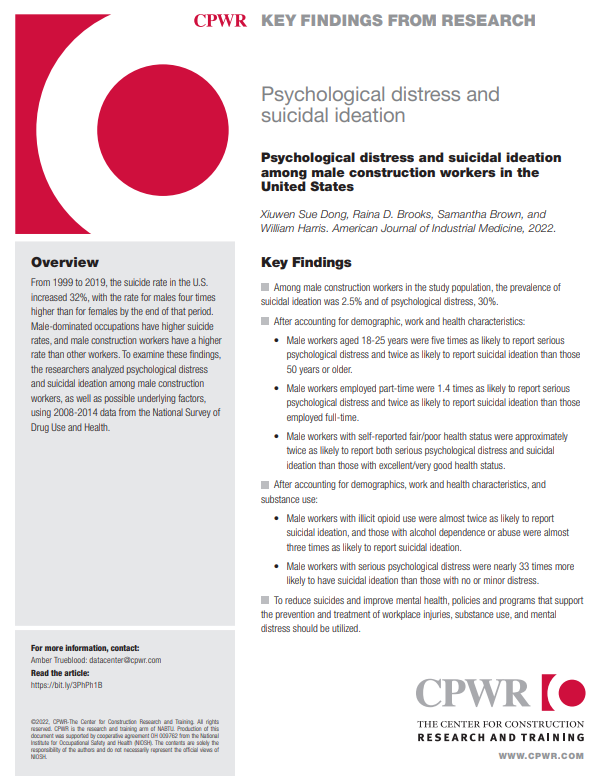 CPWR KEY FINDINGS FROM RESEARCH
Psychological distress and
suicidal ideation
Psychological distress and suicidal ideation
among male construction workers in the
United States
Xiuwen Sue Dong, Raina D. Brooks, Samantha Brown, and
William Harris. American Journal of Industrial Medicine, 2022.
Overview
From 1999 to 2019, the suicide rate in the U.S.
increased 32%, with the rate for males four times
higher than for females by the end of that period.
Male-dominated occupations have higher suicide
rates, and male construction workers have a higher
rate than other workers. To examine these findings,
the researchers analyzed psychological distress
and suicidal ideation among male construction
workers, as well as possible underlying factors,
using 2008-2014 data from the National Survey of
Drug Use and Health.
Key Findings
Among male construction workers in the study population, the prevalence of
suicidal ideation was 2.5% and of psychological distress, 30%.
After accounting for demographic, work and health characteristics:
• Male workers aged 18-25 years were five times as likely to report serious
psychological distress and twice as likely to report suicidal ideation than those
50 years or older.
• Male workers employed part-time were 1.4 times as likely to report serious
psychological distress and twice as likely to report suicidal ideation than those
employed full-time.
• Male workers with self-reported fair/poor health status were approximately
twice as likely to report both serious psychological distress and suicidal
ideation than those with excellent/very good health status.
After accounting for demographics, work and health characteristics, and
substance use:
• Male workers with illicit opioid use were almost twice as likely to report
suicidal ideation, and those with alcohol dependence or abuse were almost
three times as likely to report suicidal ideation.
• Male workers with serious psychological distress were nearly 33 times more
likely to have suicidal ideation than those with no or minor distress.
To reduce suicides and improve mental health, policies and programs that support
the prevention and treatment of workplace injuries, substance use, and mental
distress should be utilized.
For more information, contact:
Amber Trueblood: datacenter@cpwr.com
Read the article:
https://bit.ly/3PhPh1B
©2022, CPWR-The Center for Construction Research and Training. All rights
reserved. CPWR is the research and training arm of NABTU. Production of this
document was supported by cooperative agreement OH 009762 from the National
Institute for Occupational Safety and Health (NIOSH). The contents are solely the
responsibility of the authors and do not necessarily represent the official views of
NIOSH.
CPWR
THE CENTER FOR CONSTRUCTION
RESEARCH AND TRAINING
WWW.CPWR.COM